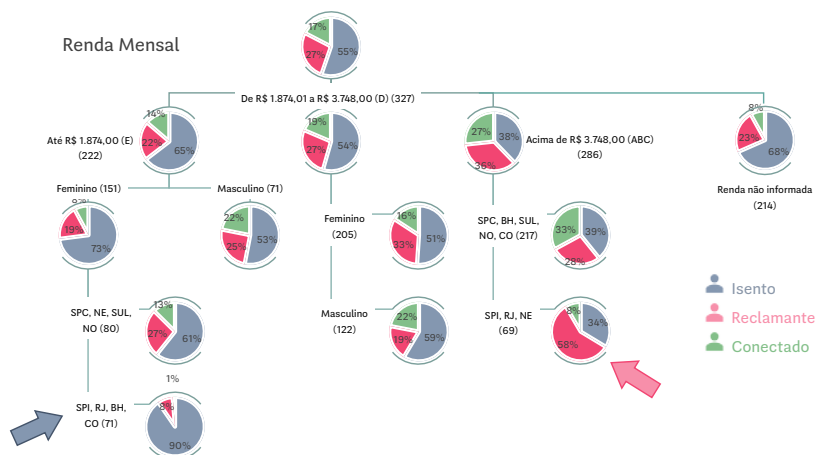 Renda Mensal
17%
55%
27%
De R$ 1.874,01 a R$ 3.748,00 (D) (327)
14%
Até R$ 1.874,00 (E)
(222)
22%
65%
19%
27%
54%
27%
38%
36%
Acima de R$ 3.748,00 (ABC)
(286)
8%
23%
68%
Renda não informada
(214)
Feminino (151)
Masculino (71)
19%
73%
22%
25%
53%
Feminino
(205)
16%
33%
51%
SPC, BH, SUL,
NO, CO (217)
33%
39%
28%
SPC, NE, SUL,
NO (80)
13%
27%
61%
Masculino
(122)
22%
19%
59%
SPI, RJ, NE
(69)
8%
34%
58%
Isento
Reclamante
Conectado
1%
SPI, RJ, BH,
CO (71)
8%
90%